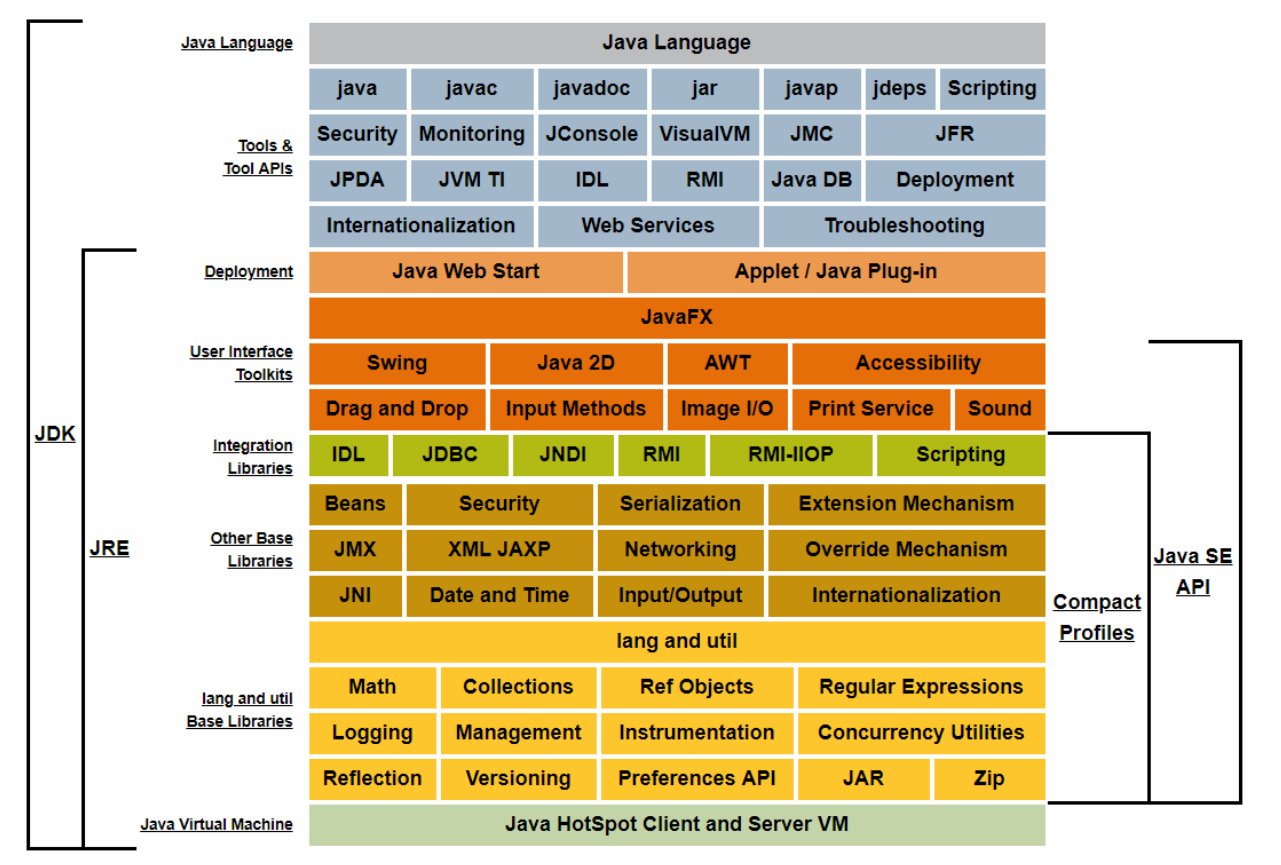 Java Language Java Language
java javac javadoc jar javap jdeps Scripting
Tools &
Tool APIs
Security Monitoring JConsole VisualVM JMC JFR
JPDA JVM TI IDL RMI Java DB Deployment
Internationalization Web Services Troubleshooting
Deployment Java Web Start Applet / Java Plug-in
JavaFX
User Interface
Toolkits
Swing Java 2D AWT Accessibility
Drag and Drop Input Methods Image I/O Print Service Sound
JDK
Integration
Libraries
IDL JDBC JNDI RMI RMI-IIOP Scripting
Beans Security Serialization Extension Mechanism
JRE
Other Base
Libraries
JMX XML JAXP Networking Override Mechanism
Java SE
API
JNI Date and Time Input/Output Internationalization
Compact
Profiles
lang and util
lang and util
Base Libraries
Math Collections Ref Objects Regular Expressions
Logging Management Instrumentation Concurrency Utilities
Reflection Versioning Preferences API JAR Zip
Java Virtual Machine Java HotSpot Client and Server VM